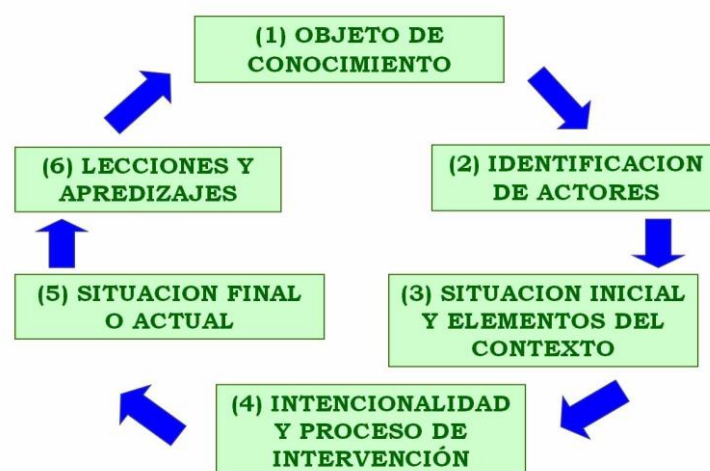 (1) OBJETO DE
CONOCIMIENTO
(2) IDENTIFICACION
DE ACTORES
(3) SITUACION INICIAL
Y ELEMENTOS DEL
CONTEXTO
(4) INTENCIONALIDAD
Y PROCESO DE
INTERVENCIÓN
(5) SITUACION FINAL
O ACTUAL
(6) LECCIONES Y
APREDIZAJES